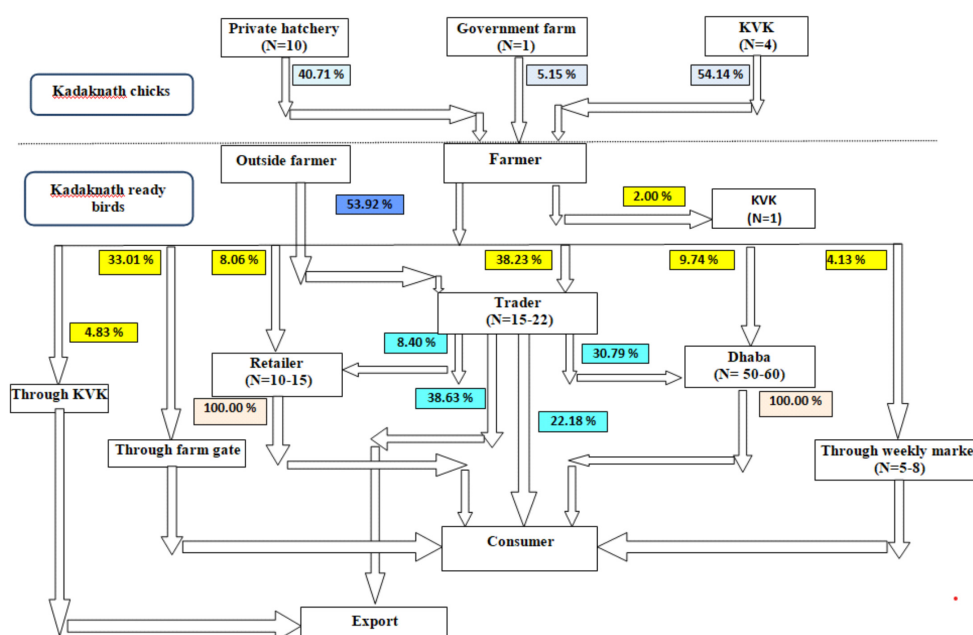 Private hatchery
(N=10)
Government farm
(N=1)
KVK
(N=4)
40.71 %
5.15 %
54.14 %
Kadaknath chicks
Outside farmer
Farmer
Kadaknath ready
birds
53.92 %
2.00 %
KVK
(N=1)
33.01 %
8.06 %
38.23 %
9.74 %
4.13 %
Trader
(N=15-22)
4.83 %
8.40 %
30.79 %
Retailer
(N=10-15)
Dhaba
(N= 50-60)
Through KVK
38.63 %
100.00 %
22.18 %
100.00 %
Through farm gate
Through weekly marke
(N=5-8)
Consumer
Export